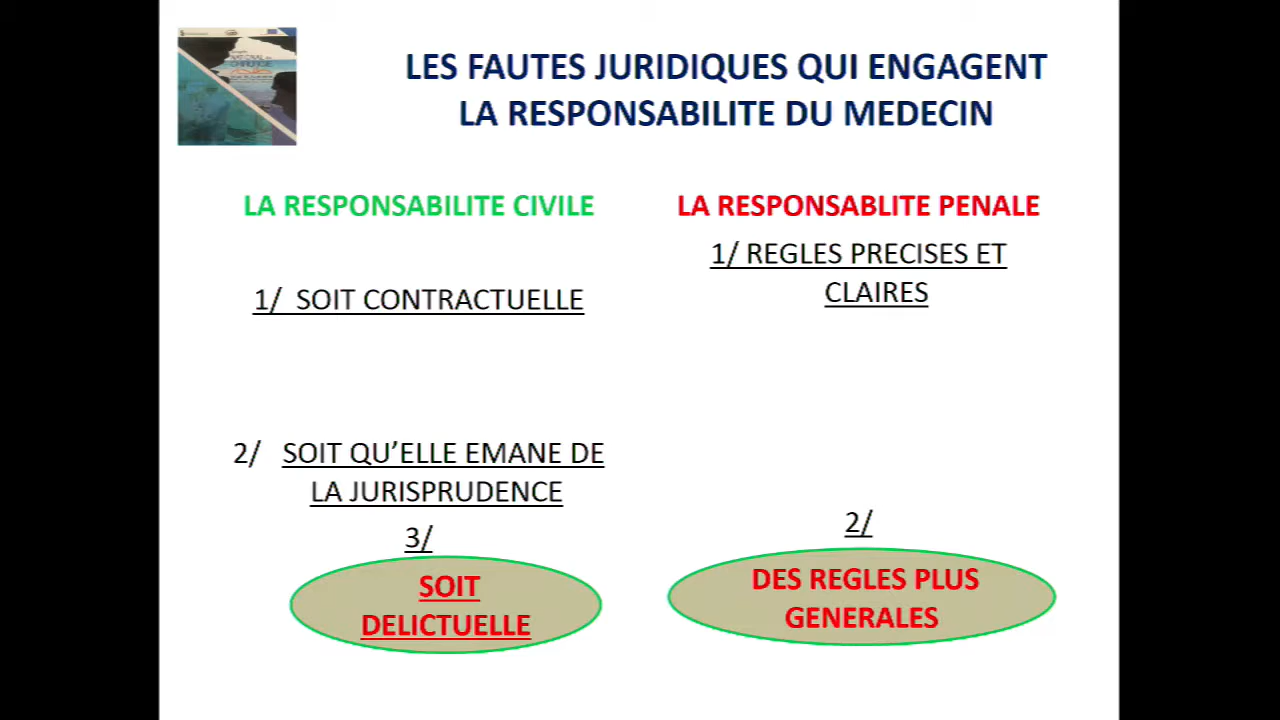 LES FAUTES JURIDIQUES QUI ENGAGENT
LA RESPONSABILITE DU MEDECIN
LA RESPONSABILITE CIVILE
1/ SOIT CONTRACTUELLE
2/ SOIT QU’ELLE EMANE DE
LA JURISPRUDENCE
3/
SOIT
DELICTUELLE
LA RESPONSABLITE PENALE
1/ REGLES PRECISES ET
CLAIRES
2/
DES REGLES PLUS
GENERALES